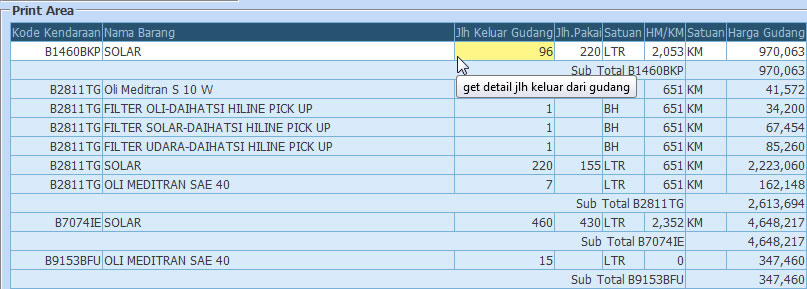 Print Area
Kode Kendaraan Nama Barang Jlh Keluar Gudang Jlh.Pakai Satuan HM/KM Satuan Harga Gudang
B1460BKP SOLAR 96 220 LTR 2,053 KM 970,063
Sub Total B1460BKP 970,063
B2811TG Oli Meditran S 10 W 651 KM 41,572
get detail jlh keluar dari gudang
B2811TG FILTER OLI-DAIHATSI HILINE PICK UP 1 BH 651 KM 34,200
B2811TG FILTER SOLAR-DAIHATSI HILINE PICK UP 1 BH 651 KM 67,454
B2811TG FILTER UDARA-DAIHATSI HILINE PICK UP 1 BH 651 KM 85,260
B2811TG SOLAR 220 155 LTR 651 KM 2,223,060
B2811TG OLI MEDITRAN SAE 40 7 LTR 651 KM 162,148
Sub Total B2811TG 2,613,694
B7074IE SOLAR 460 430 LTR 2,352 KM 4,648,217
Sub Total B7074IE 4,648,217
B9153BFU OLI MEDITRAN SAE 40 15 LTR 0 347,460
Sub Total B9153BFU 347,460